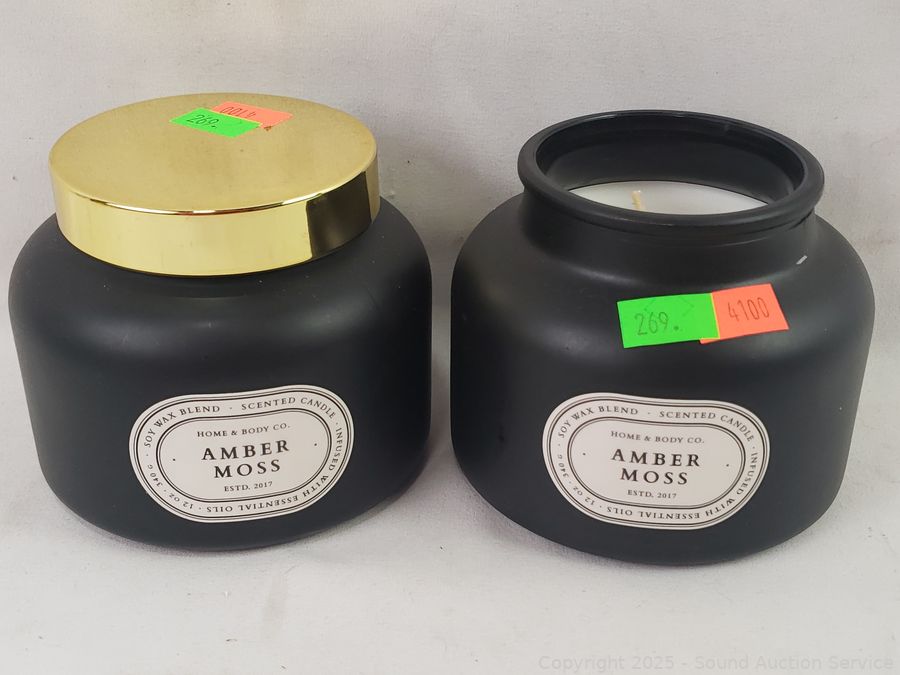 4100
269.
269.
4100
SOY WAX BLEND · SCENTED CANDLE · INFUSED WITH ESSENTIAL OILS · 12 OZ · 340 G ·
HOME & BODY CO.
· AMBER ·
MOSS
ESTD. 2017
SOY WAX BLEND · SCENTED CANDLE · INFUSED WITH ESSENTIAL OILS · 12 OZ · 340 G ·
HOME & BODY CO.
· AMBER ·
MOSS
ESTD. 2017
Copyright 2025 - Sound Auction Service